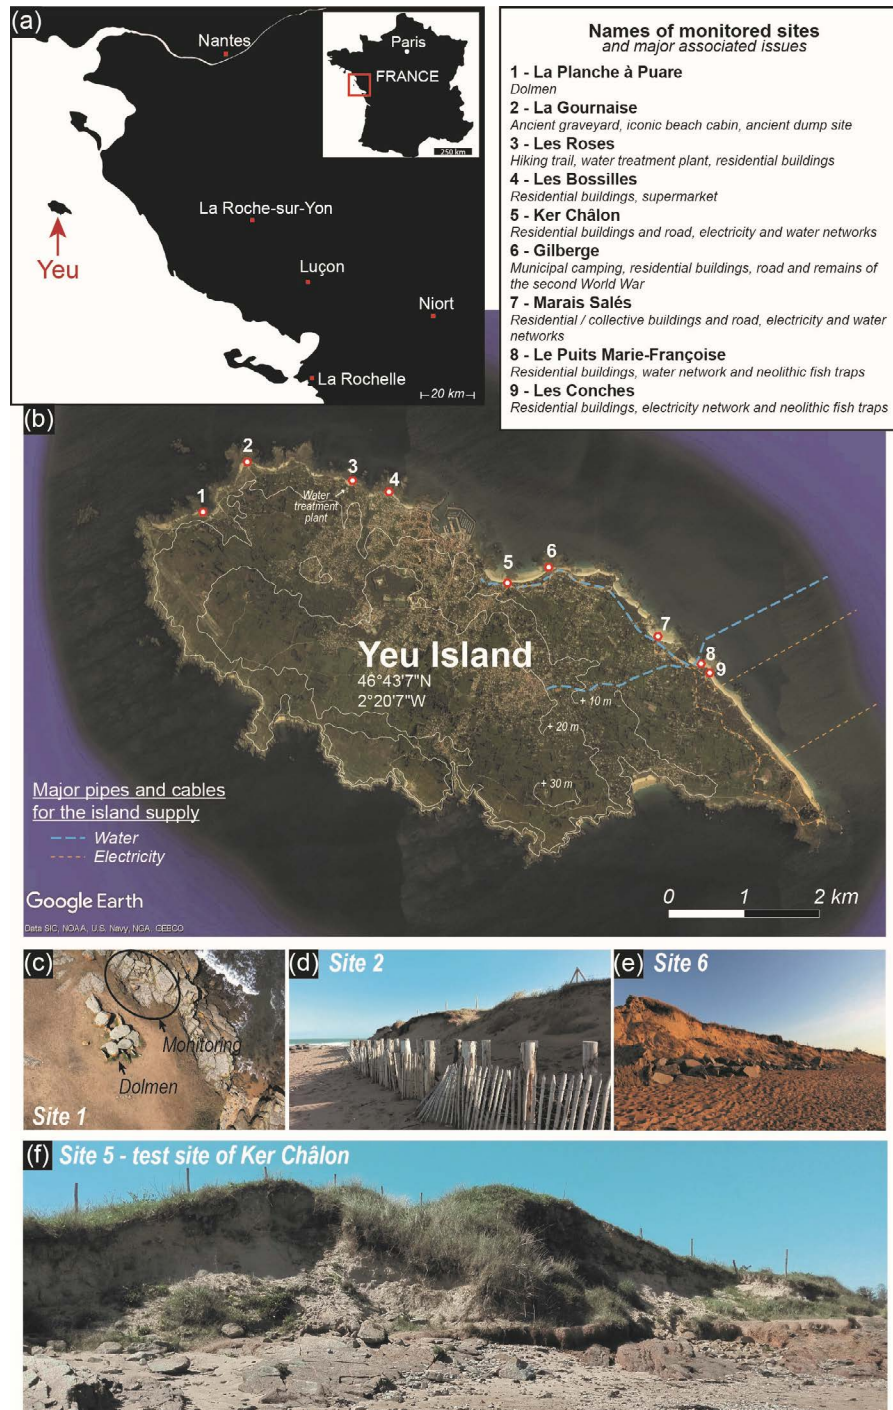 (a)
Nantes
Paris
FRANCE
250 km
La Roche-sur-Yon
Yeu
Luçon
Niort
La Rochelle
20 km
Names of monitored sites
and major associated issues
1 - La Planche à Puare
Dolmen
2 - La Gournaise
Ancient graveyard, iconic beach cabin, ancient dump site
3 - Les Roses
Hiking trail, water treatment plant, residential buildings
4 - Les Bossilles
Residential buildings, supermarket
5 - Ker Châlon
Residential buildings and road, electricity and water networks
6 - Gilberge
Municipal camping, residential buildings, road and remains of
the second World War
7 - Marais Salés
Residential / collective buildings and road, electricity and water
networks
8 - Le Puits Marie-Françoise
Residential buildings, water network and neolithic fish traps
9 - Les Conches
Residential buildings, electricity network and neolithic fish traps
(b)
1
2
3
4
Water
treatment
plant
5
6
7
8
9
Yeu Island
46°43'7"N
2°20'7"W
+ 10 m
+ 20 m
+ 30 m
Major pipes and cables
for the island supply
Water
Electricity
Google Earth
Data SIC, NOAA, U.S. Navy, NGA, GEBCO
0 1 2 km
(c)
Monitoring
Dolmen
Site 1
(d) Site 2
(e) Site 6
(f) Site 5 - test site of Ker Châlon